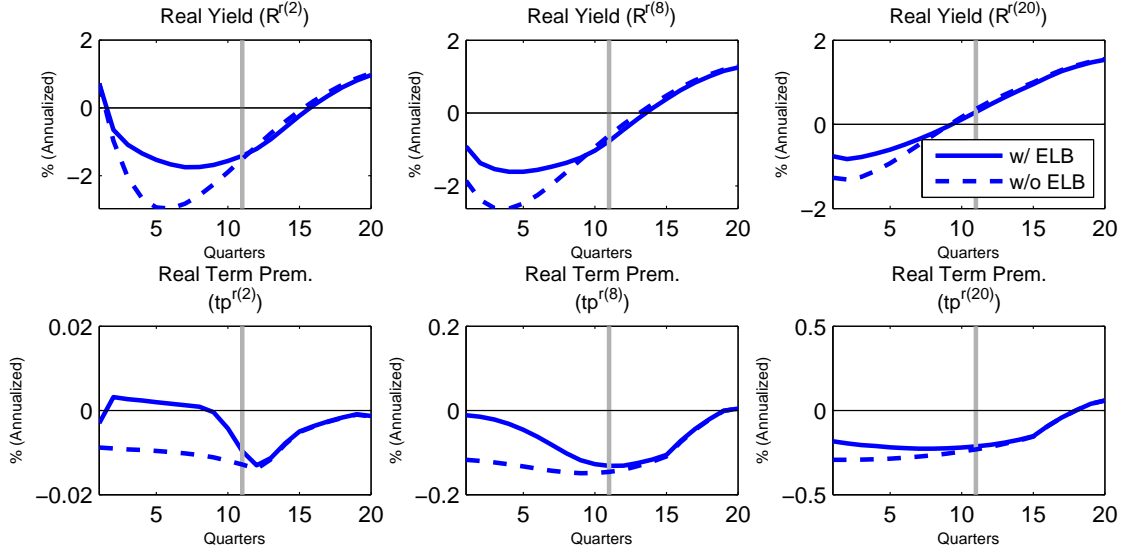 Real Yield (R^r(2))
% (Annualized)
2
0
−2
5
10
15
20
Quarters
Real Yield (R^r(8))
% (Annualized)
2
0
−2
5
10
15
20
Quarters
Real Yield (R^r(20))
% (Annualized)
2
0
−2
5
10
15
20
Quarters
w/ ELB
w/o ELB
Real Term Prem.
(tp^r(2))
% (Annualized)
0.02
0
−0.02
5
10
15
20
Quarters
Real Term Prem.
(tp^r(8))
% (Annualized)
0.2
0
−0.2
5
10
15
20
Quarters
Real Term Prem.
(tp^r(20))
% (Annualized)
0.5
0
−0.5
5
10
15
20
Quarters